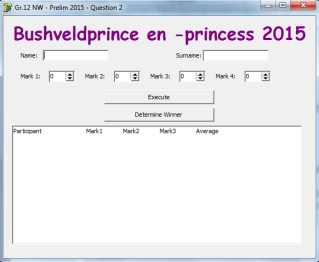 Gr.12 NW - Prelim 2015 - Question 2
Bushveldprince en -princess 2015
Name: Surname:
Mark 1: 0 Mark 2: 0 Mark 3: 0 Mark 4: 0
Execute
Determine Winner
Participant Mark1 Mark2 Mark3 Average